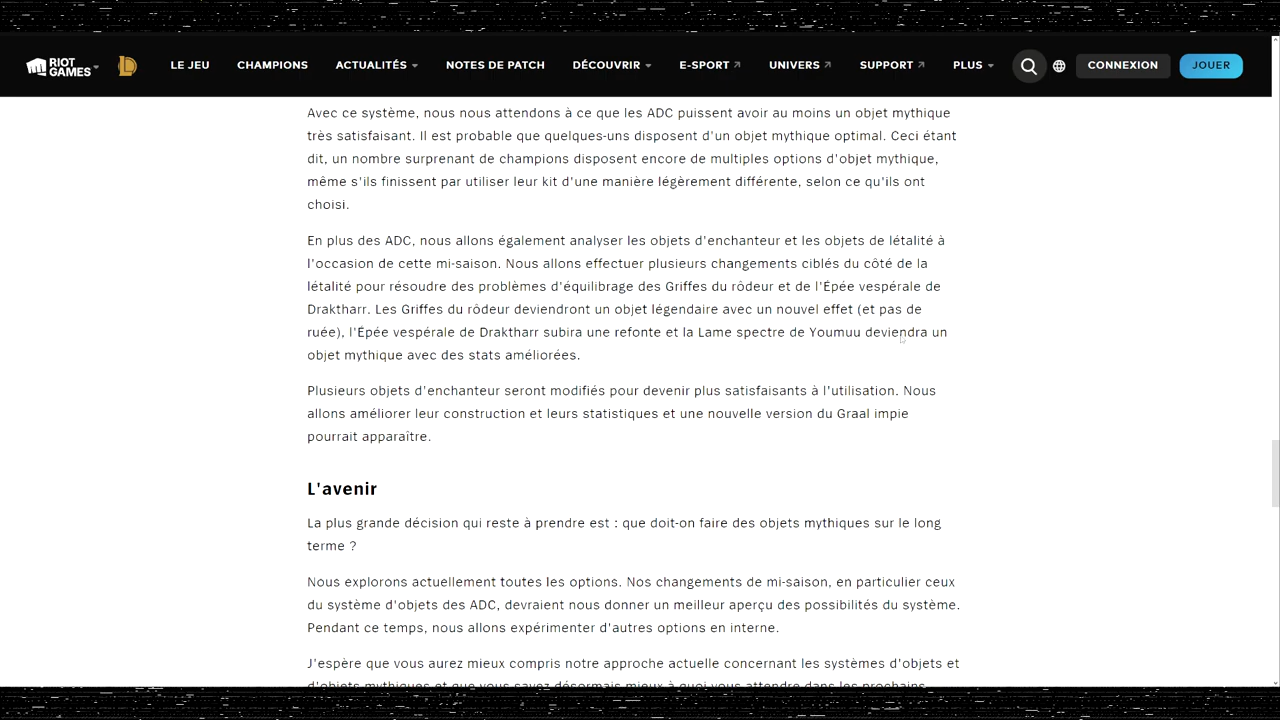 RIOT GAMES
LE JEU
CHAMPIONS
ACTUALITÉS
NOTES DE PATCH
DÉCOUVRIR
E-SPORT
UNIVERS
SUPPORT
PLUS
CONNEXION
JOUER
Avec ce système, nous nous attendons à ce que les ADC puissent avoir au moins un objet mythique
très satisfaisant. Il est probable que quelques-uns disposent d'un objet mythique optimal. Ceci étant
dit, un nombre surprenant de champions disposent encore de multiples options d'objet mythique,
même s'ils finissent par utiliser leur kit d'une manière légèrement différente, selon ce qu'ils ont
choisi.
En plus des ADC, nous allons également analyser les objets d'enchanteur et les objets de létalité à
l'occasion de cette mi-saison. Nous allons effectuer plusieurs changements ciblés du côté de la
létalité pour résoudre des problèmes d'équilibrage des Griffes du rôdeur et de l'Épée vespérale de
Draktharr. Les Griffes du rôdeur deviendront un objet légendaire avec un nouvel effet (et pas de
ruée), l'Épée vespérale de Draktharr subira une refonte et la Lame spectre de Youmuu deviendra un
objet mythique avec des stats améliorées.
Plusieurs objets d'enchanteur seront modifiés pour devenir plus satisfaisants à l'utilisation. Nous
allons améliorer leur construction et leurs statistiques et une nouvelle version du Graal impie
pourrait apparaître.
L'avenir
La plus grande décision qui reste à prendre est : que doit-on faire des objets mythiques sur le long
terme ?
Nous explorons actuellement toutes les options. Nos changements de mi-saison, en particulier ceux
du système d'objets des ADC, devraient nous donner un meilleur aperçu des possibilités du système.
Pendant ce temps, nous allons expérimenter d'autres options en interne.
J'espère que vous aurez mieux compris notre approche actuelle concernant les systèmes d'objets et
d'objets mythiques et que vous savez désormais mieux à quoi vous attendre dans les prochains